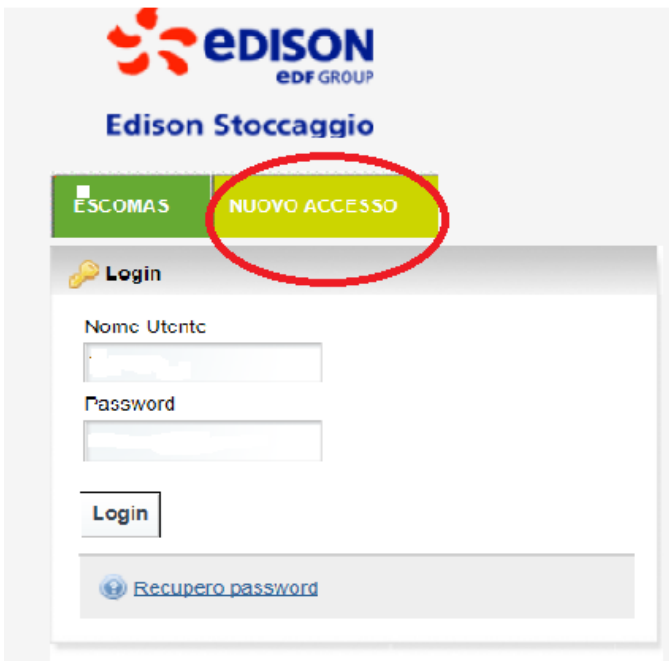 eDISON
eDF GROUP
Edison Stoccaggio
ESCOMAS NUOVO ACCESSO
Login
Nome Utente
Password
Login
Recupero password